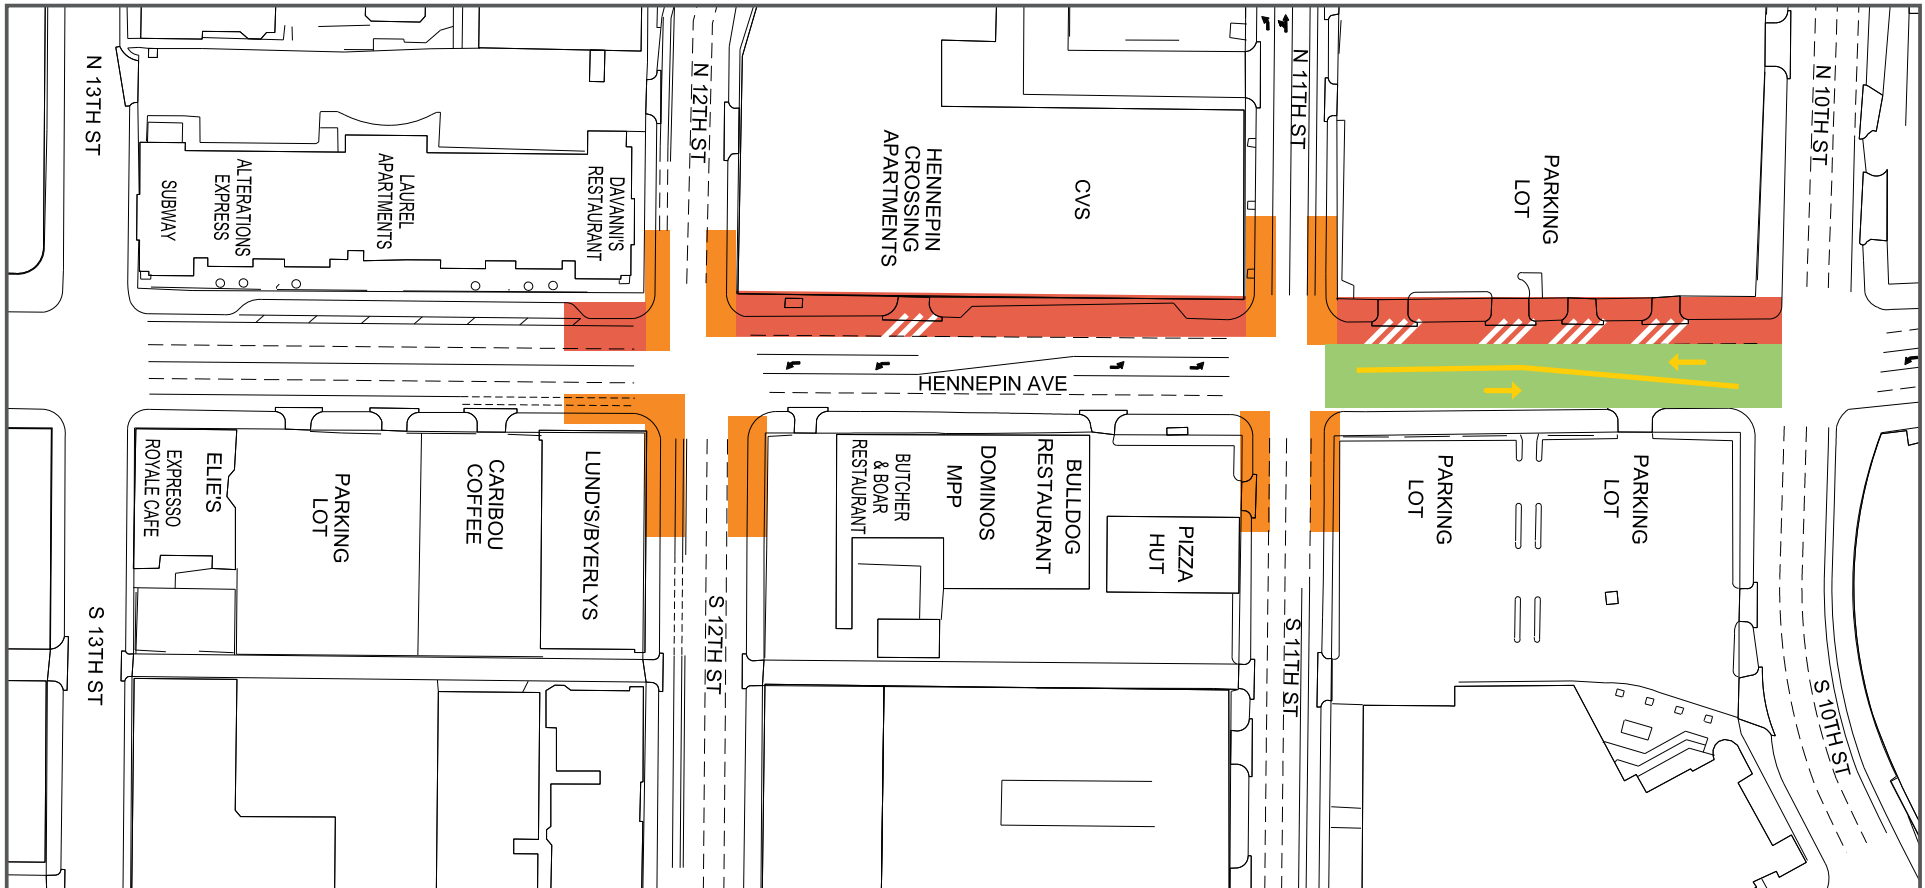 N 13TH ST
SUBWAY
ALTERATIONS
EXPRESS
LAUREL
APARTMENTS
DAVANNI'S
RESTAURANT
N 12TH ST
HENNEPIN
CROSSING
APARTMENTS
CVS
N 11TH ST
PARKING
LOT
N 10TH ST
HENNEPIN AVE
S 13TH ST
ELIE'S
EXPRESSO
ROYALE CAFE
PARKING
LOT
CARIBOU
COFFEE
LUND'S/BYERLYS
S 12TH ST
BUTCHER
& BOAR
RESTAURANT
DOMINOS
MPP
BULLDOG
RESTAURANT
PIZZA
HUT
S 11TH ST
PARKING
LOT
PARKING
LOT
S 10TH ST